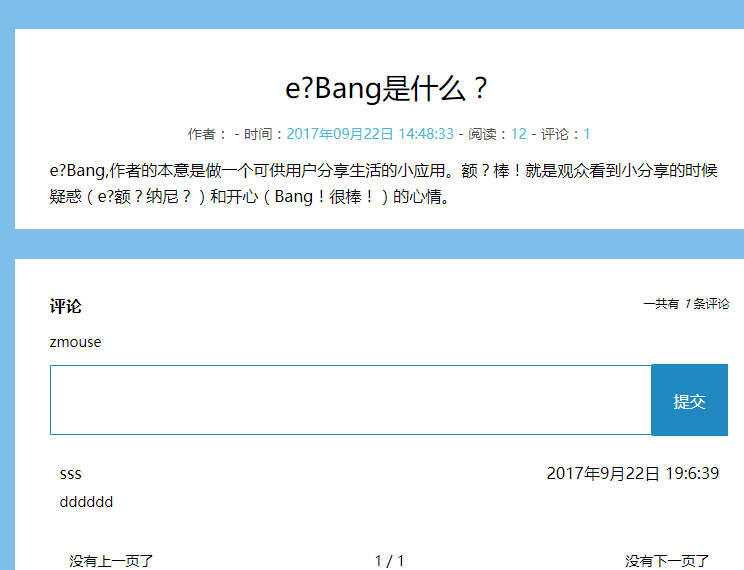 e?Bang是什么？
作者： - 时间：2017年09月22日 14:48:33 - 阅读：12 - 评论：1
e?Bang,作者的本意是做一个可供用户分享生活的小应用。额？棒！就是观众看到小分享的时候
疑惑（e?额？纳尼？）和开心（Bang！很棒！）的心情。
评论 一共有 1 条评论
zmouse
提交
sss 2017年9月22日 19:6:39
dddddd
没有上一页了 1 / 1 没有下一页了